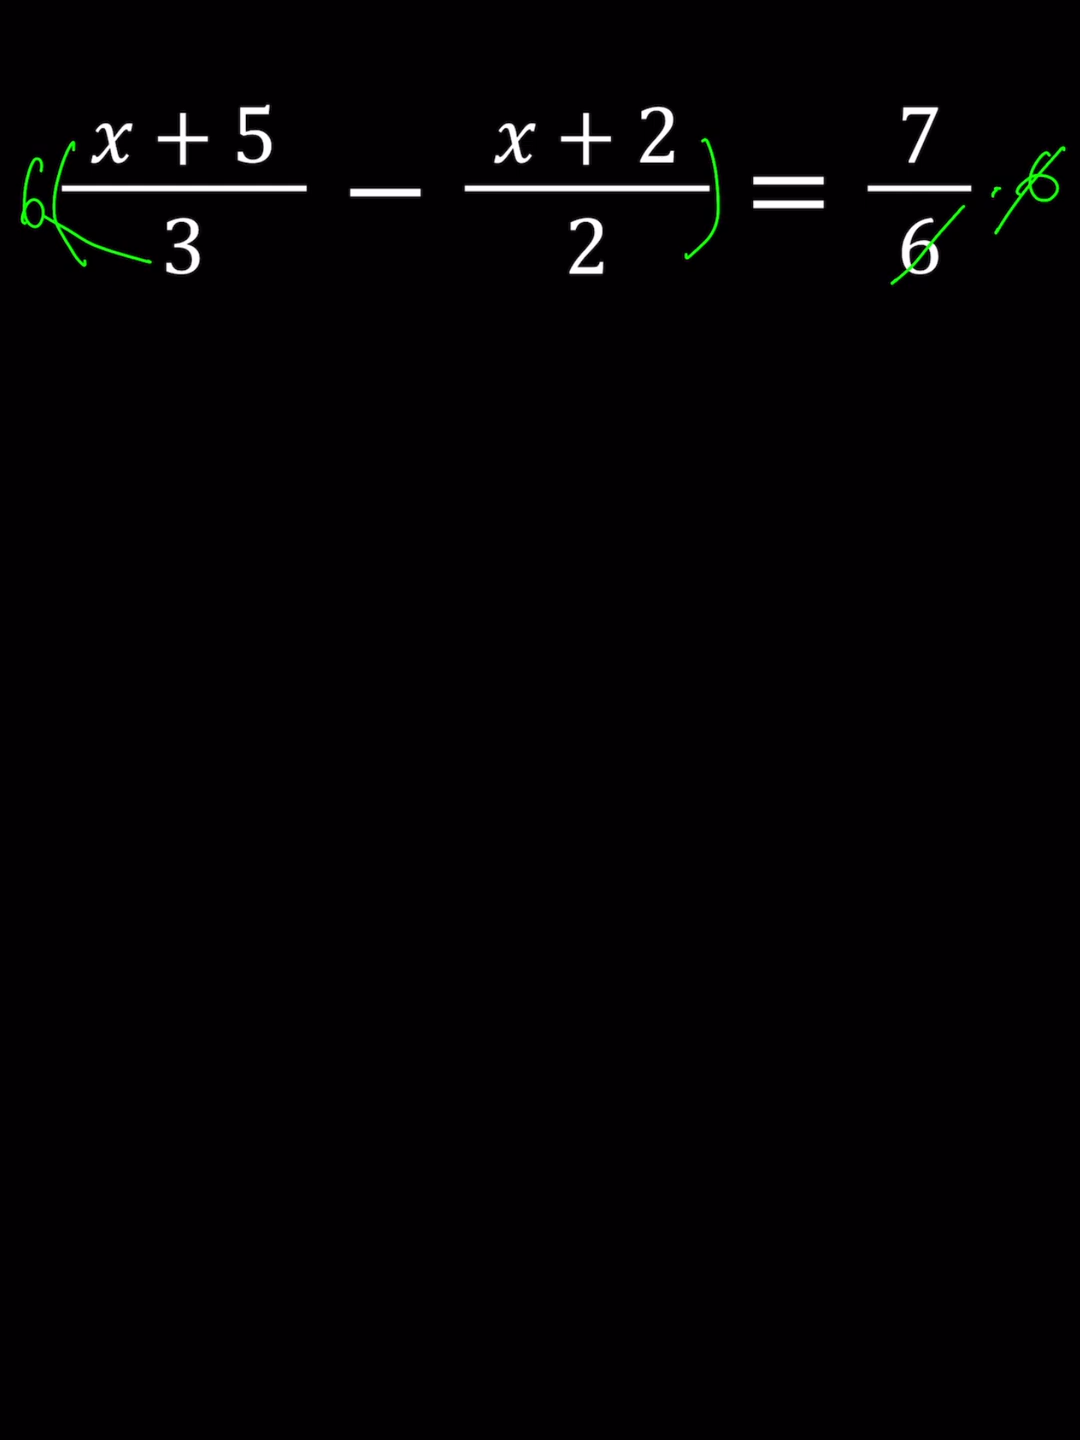 6( (x + 5)/3 − (x + 2)/2 ) = 7/6 · 6